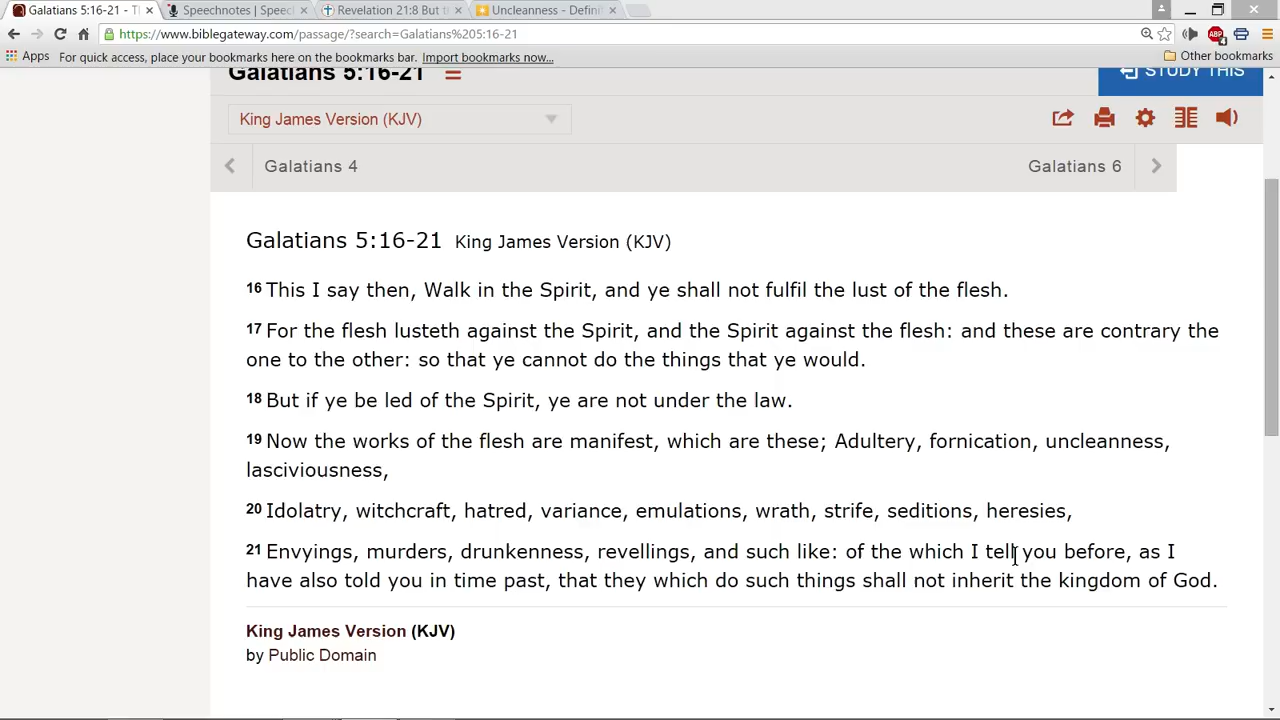 Galatians 5:16-21 - T
Speechnotes | Speec
Revelation 21:8 But t
Uncleanness - Defini
https://www.biblegateway.com/passage/?search=Galatians%205:16-21
ABP 4
Apps For quick access, place your bookmarks here on the bookmarks bar. Import bookmarks now... Other bookmarks
Galatians 5:16-21
STUDY THIS
King James Version (KJV)
Galatians 4
Galatians 6
Galatians 5:16-21 King James Version (KJV)
16 This I say then, Walk in the Spirit, and ye shall not fulfil the lust of the flesh.
17 For the flesh lusteth against the Spirit, and the Spirit against the flesh: and these are contrary the
one to the other: so that ye cannot do the things that ye would.
18 But if ye be led of the Spirit, ye are not under the law.
19 Now the works of the flesh are manifest, which are these; Adultery, fornication, uncleanness,
lasciviousness,
20 Idolatry, witchcraft, hatred, variance, emulations, wrath, strife, seditions, heresies,
21 Envyings, murders, drunkenness, revellings, and such like: of the which I tell you before, as I
have also told you in time past, that they which do such things shall not inherit the kingdom of God.
King James Version (KJV)
by Public Domain